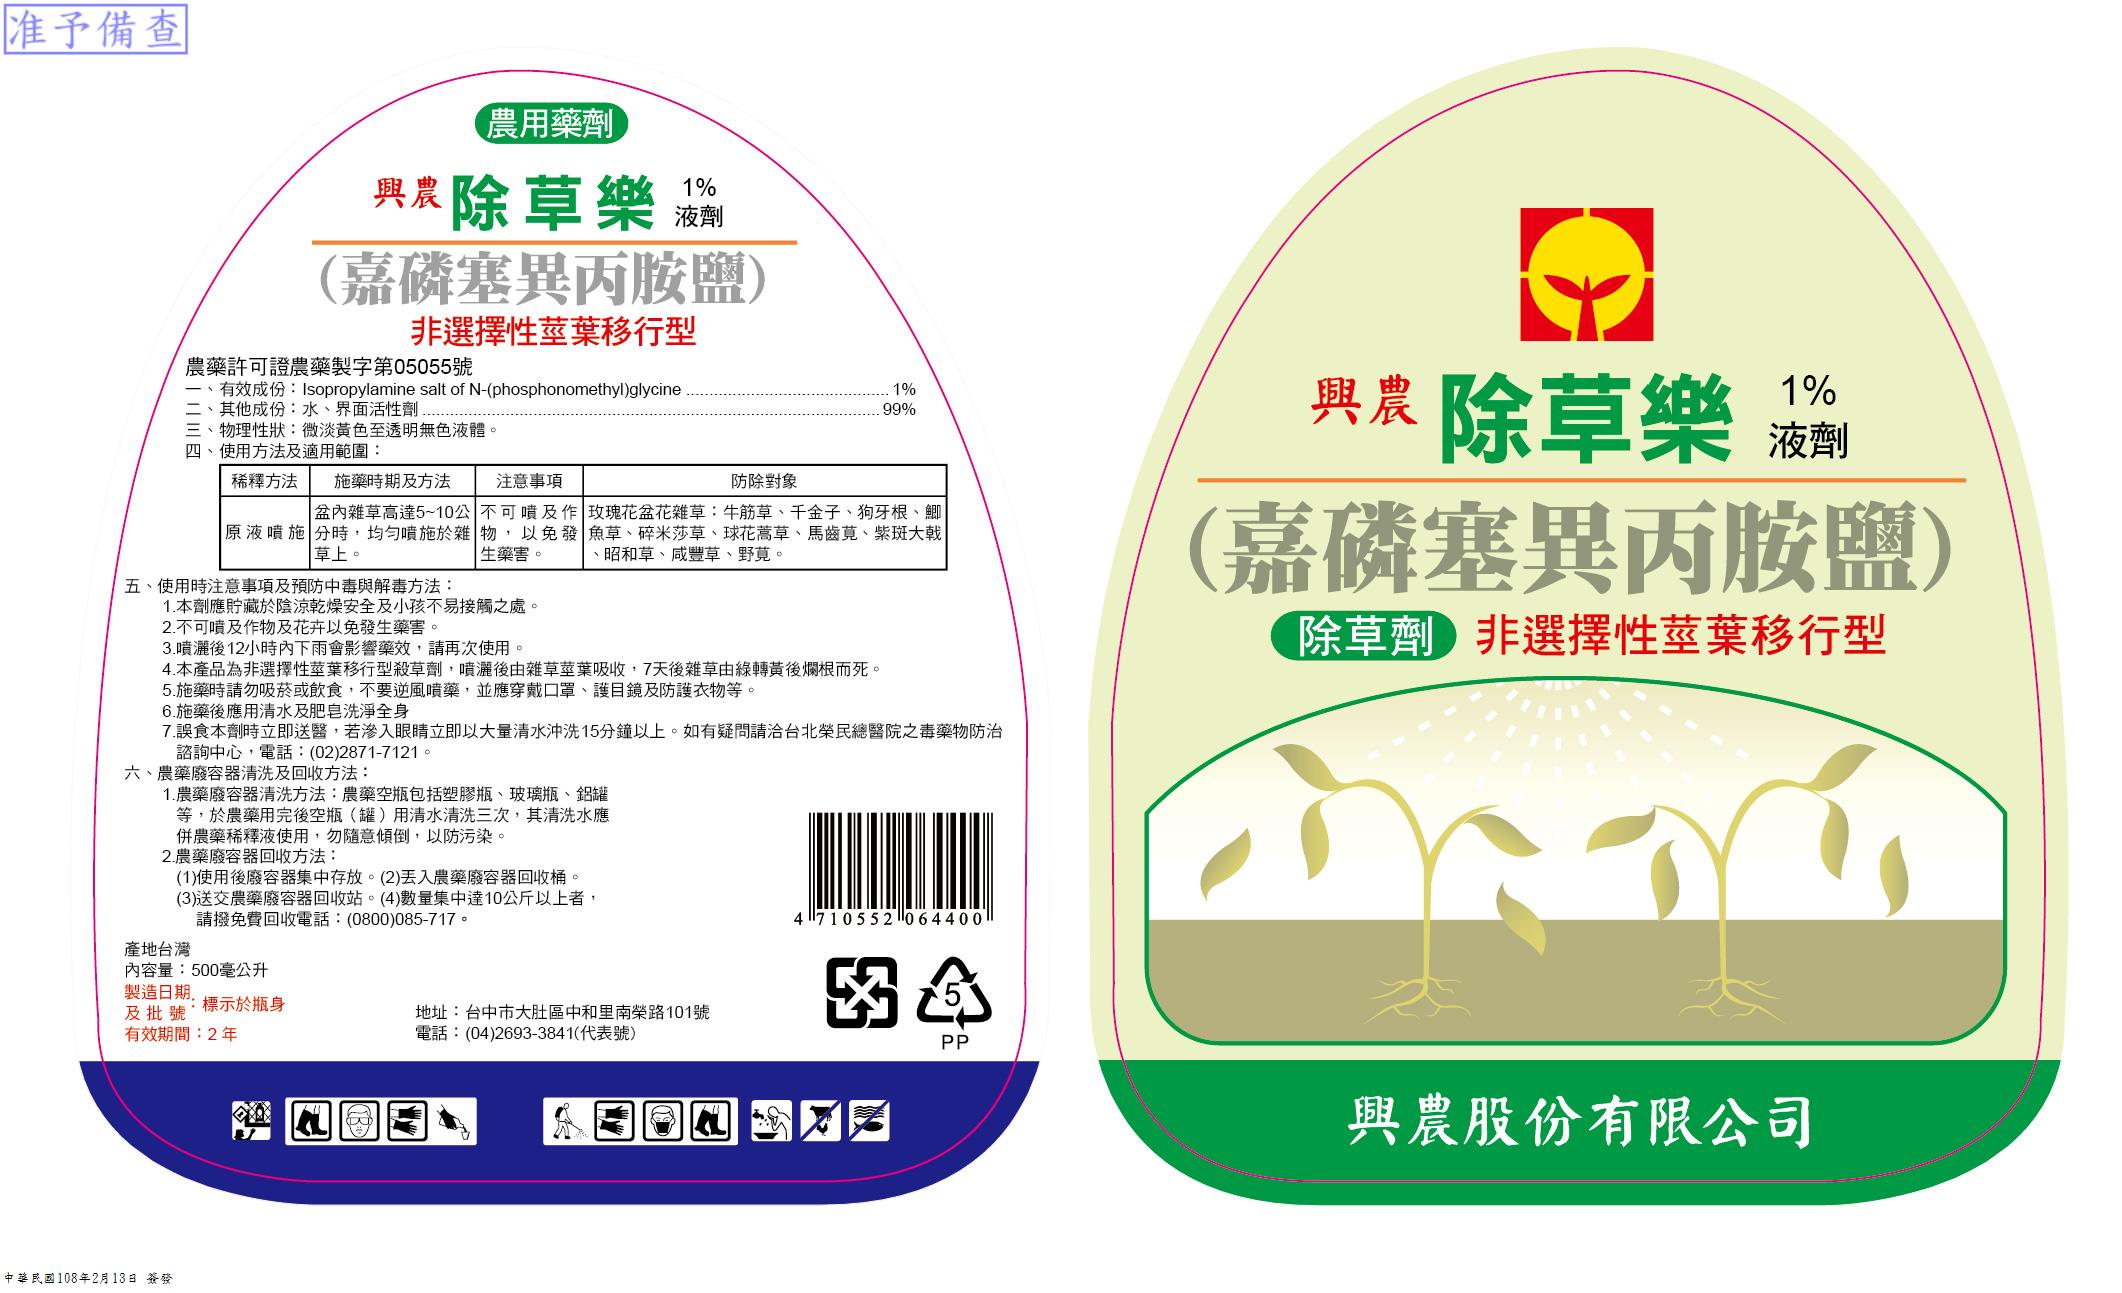 准予備查
農用藥劑
興農 除草樂 1% 液劑
(嘉磷塞異丙胺鹽)
非選擇性莖葉移行型
農藥許可證農藥製字第05055號
一、有效成份：Isopropylamine salt of N-(phosphonomethyl)glycine ........................................... 1%
二、其他成份：水、界面活性劑 .................................................................................................. 99%
三、物理性狀：微淡黃色至透明無色液體。
四、使用方法及適用範圍：
稀釋方法 施藥時期及方法 注意事項 防除對象
原液噴施
盆內雜草高達5~10公
分時，均勻噴施於雜
草上。
不可噴及作
物，以免發
生藥害。
玫瑰花盆花雜草：牛筋草、千金子、狗牙根、鯽
魚草、碎米莎草、球花蒿草、馬齒莧、紫斑大戟
、昭和草、咸豐草、野莧。
五、使用時注意事項及預防中毒與解毒方法：
1.本劑應貯藏於陰涼乾燥安全及小孩不易接觸之處。
2.不可噴及作物及花卉以免發生藥害。
3.噴灑後12小時內下雨會影響藥效，請再次使用。
4.本產品為非選擇性莖葉移行型殺草劑，噴灑後由雜草莖葉吸收，7天後雜草由綠轉黃後爛根而死。
5.施藥時請勿吸菸或飲食，不要逆風噴藥，並應穿戴口罩、護目鏡及防護衣物等。
6.施藥後應用清水及肥皂洗淨全身
7.誤食本劑時立即送醫，若滲入眼睛立即以大量清水沖洗15分鐘以上。如有疑問請洽台北榮民總醫院之毒藥物防治
諮詢中心，電話：(02)2871-7121。
六、農藥廢容器清洗及回收方法：
1.農藥廢容器清洗方法：農藥空瓶包括塑膠瓶、玻璃瓶、鋁罐
等，於農藥用完後空瓶（罐）用清水清洗三次，其清洗水應
併農藥稀釋液使用，勿隨意傾倒，以防污染。
2.農藥廢容器回收方法：
(1)使用後廢容器集中存放。(2)丟入農藥廢容器回收桶。
(3)送交農藥廢容器回收站。(4)數量集中達10公斤以上者，
請撥免費回收電話：(0800)085-717。
4 710552 064400
產地台灣
內容量：500毫公升
製造日期
及批號：標示於瓶身
有效期間：2 年
地址：台中市大肚區中和里南榮路101號
電話：(04)2693-3841(代表號)
5
PP
興農 除草樂 1% 液劑
(嘉磷塞異丙胺鹽)
除草劑 非選擇性莖葉移行型
興農股份有限公司
中華民國108年2月13日 簽發